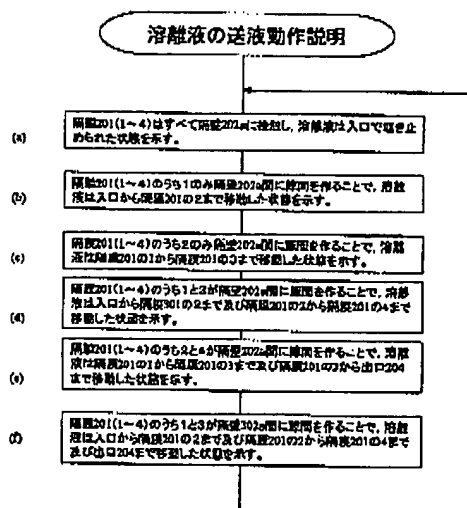 溶離液の送液動作説明
(a)
隔膜201(1~4)はすべて隔壁202aに接触し,溶離液は入口で堰き止
められた状態を示す。
(b)
隔膜201(1~4)のうち1のみ隔壁202a間に隙間を作ることで,溶離
液は入口から隔膜201の2まで移動した状態を示す。
(c)
隔膜201(1~4)のうち2のみ隔壁202a間に隙間を作ることで,溶離
液は隔膜201の1から隔膜201の3まで移動した状態を示す。
(d)
隔膜201(1~4)のうち1と3が隔壁202a間に隙間を作ることで,溶離
液は入口から隔膜201の2まで及び隔膜201の2から隔膜201の4まで
移動した状態を示す。
(e)
隔膜201(1~4)のうち2と4が隔壁202a間に隙間を作ることで,溶離
液は隔膜201の1から隔膜201の3まで及び隔膜201の3から出口204
まで移動した状態を示す。
(f)
隔膜201(1~4)のうち1と3が隔壁202a間に隙間を作ることで,溶離
液は入口から隔膜201の2まで及び隔膜201の2から隔膜201の4まで
及び出口204まで移動した状態を示す。